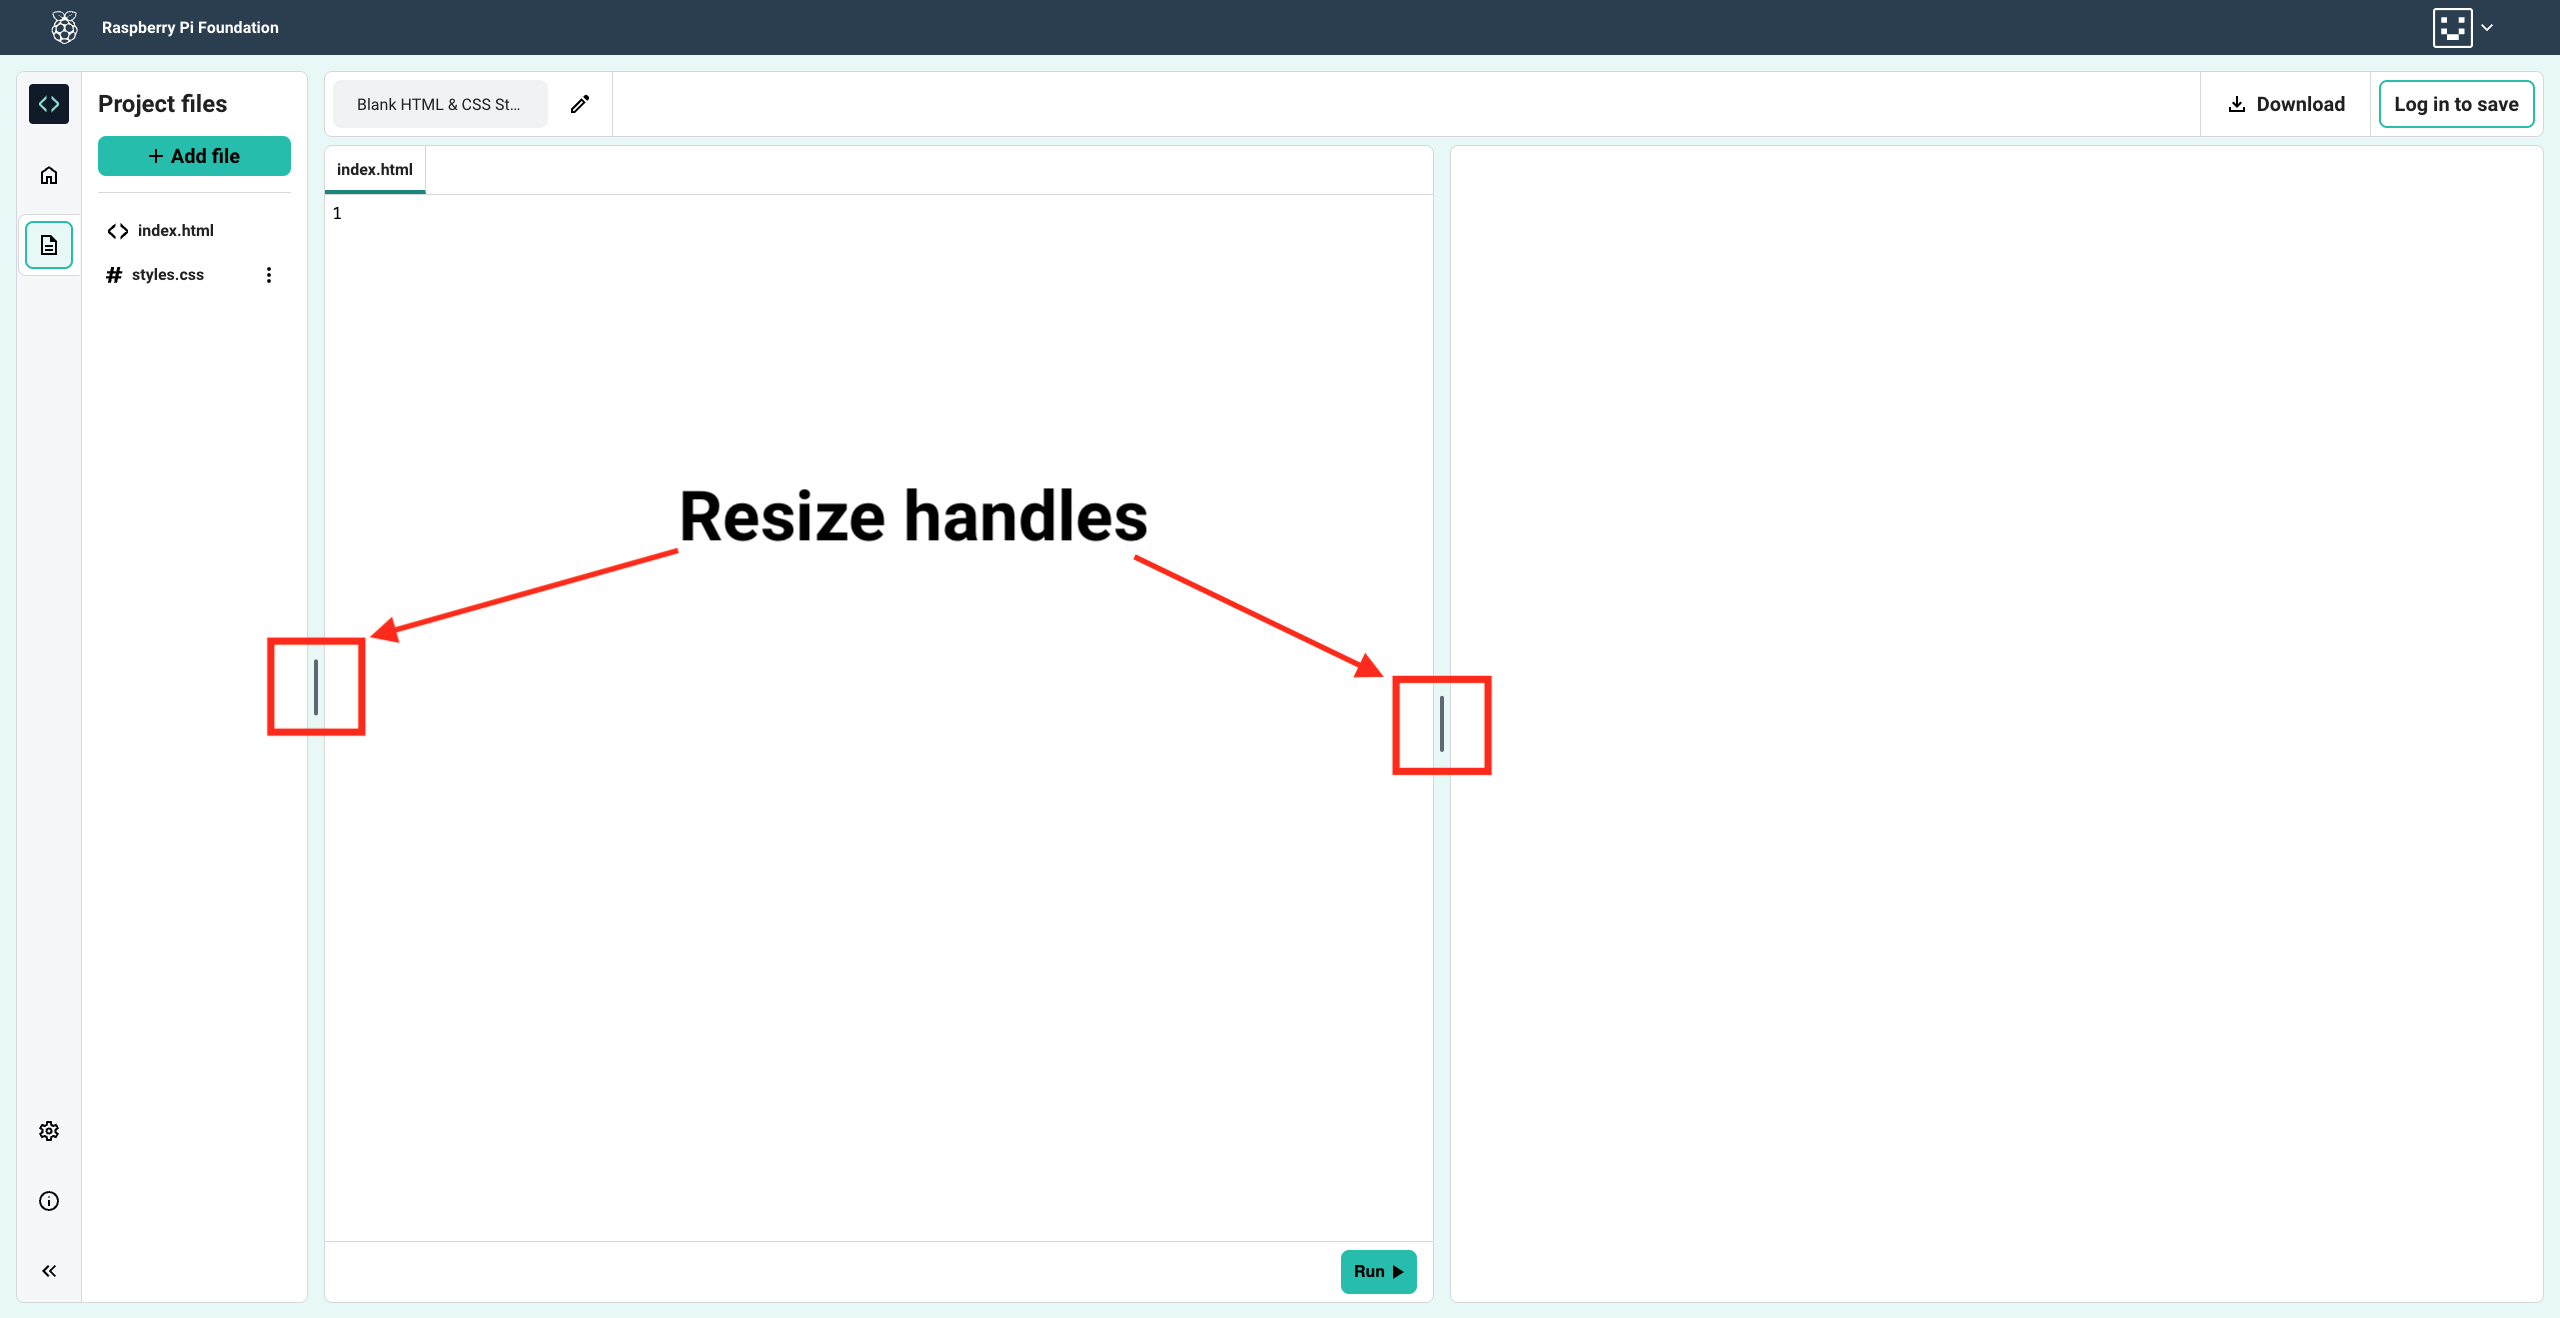 Raspberry Pi Foundation
Project files
+ Add file
index.html
# styles.css
Blank HTML & CSS St...
Download
Log in to save
index.html
1
Resize handles
Run